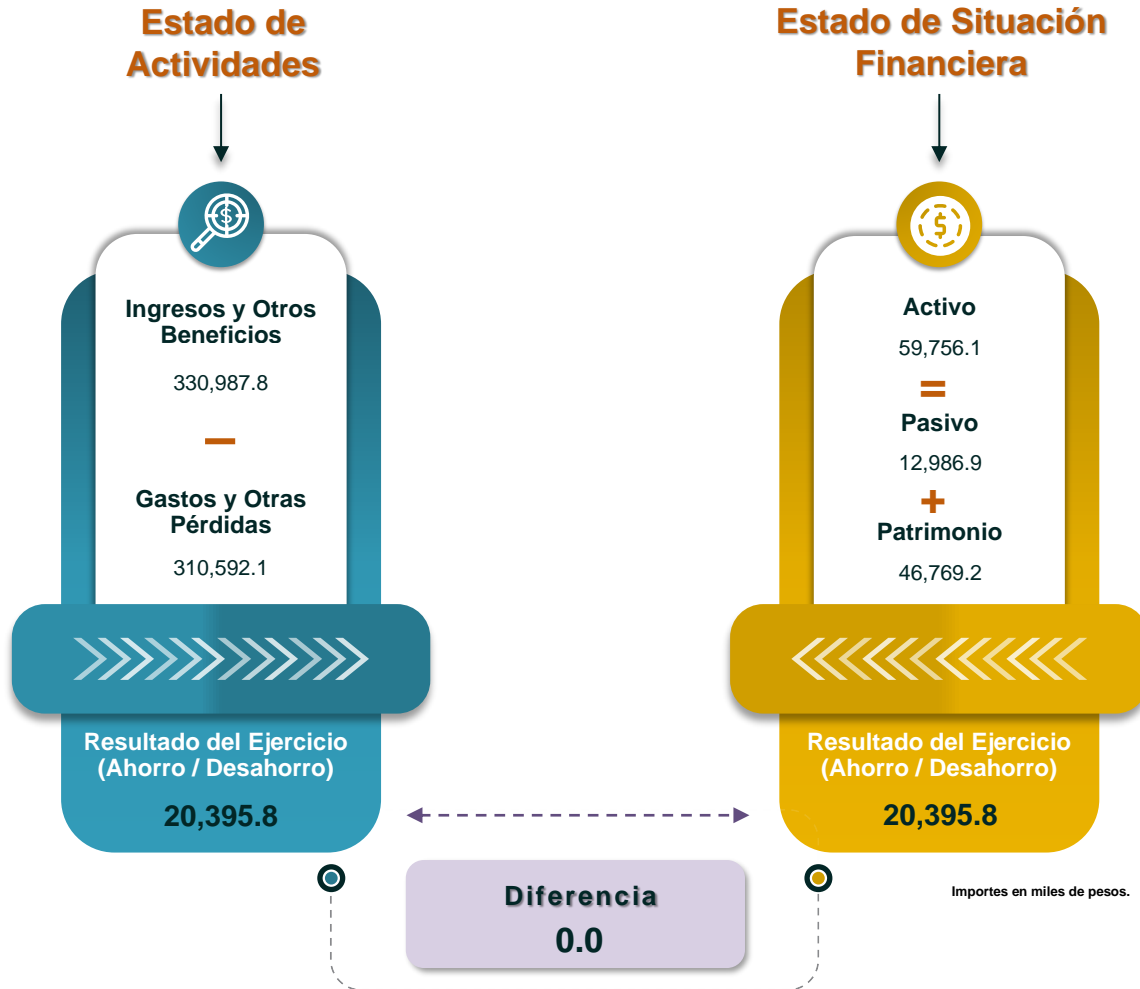 Estado de
Actividades
Ingresos y Otros
Beneficios
330,987.8
–
Gastos y Otras
Pérdidas
310,592.1
Resultado del Ejercicio
(Ahorro / Desahorro)
20,395.8
Estado de Situación
Financiera
Activo
59,756.1
=
Pasivo
12,986.9
+
Patrimonio
46,769.2
Resultado del Ejercicio
(Ahorro / Desahorro)
20,395.8
Diferencia
0.0
Importes en miles de pesos.